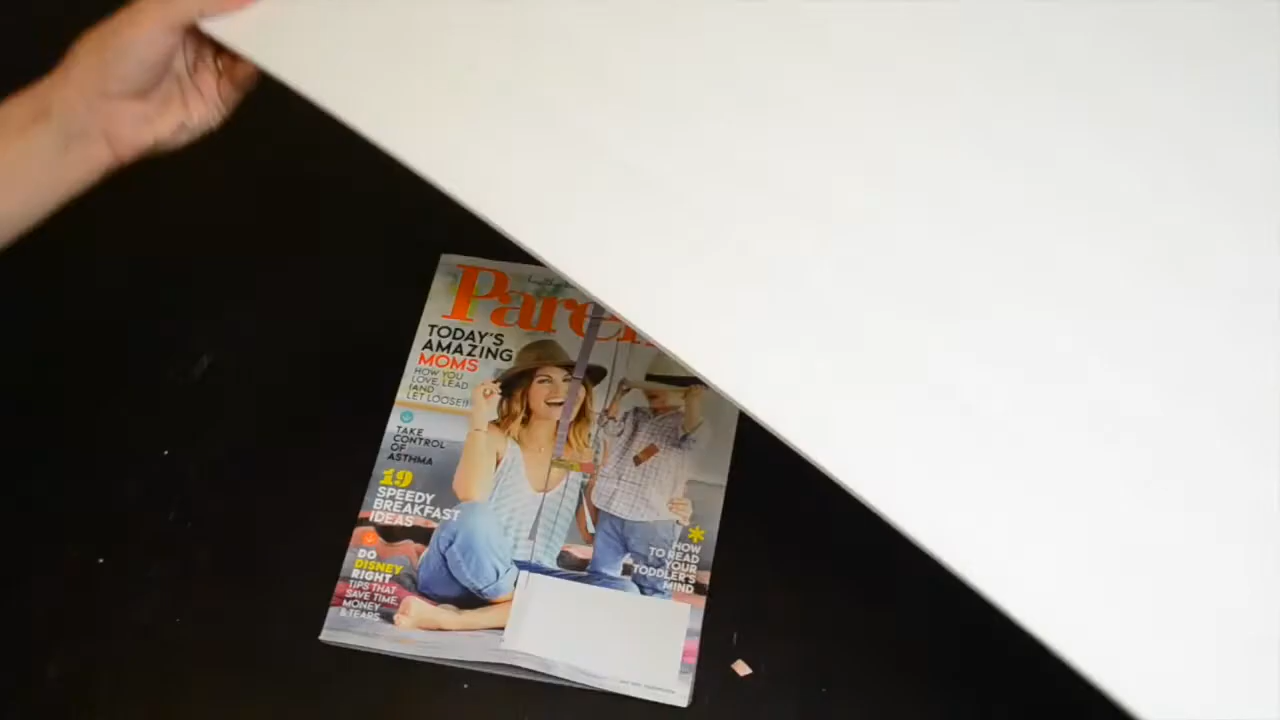 Paren
TODAY'S
AMAZING
MOMS
HOW YOU
LOVE, LEAD
(AND
LET LOOSE!)
TAKE
CONTROL
OF
ASTHMA
19
SPEEDY
BREAKFAST
IDEAS
DO
DISNEY
RIGHT
TIPS THAT
SAVE TIME,
MONEY
& TEARS
HOW
TO READ
YOUR
TODDLER'S
MIND